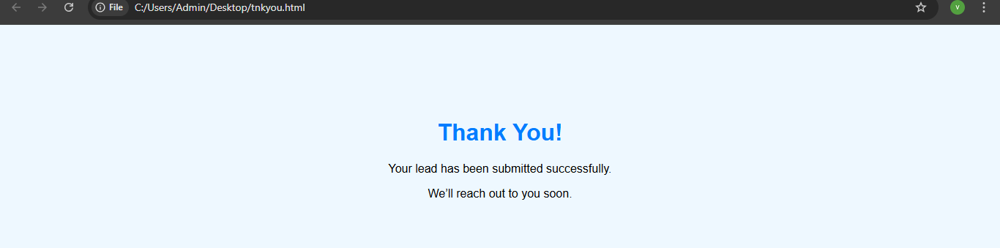 File C:/Users/Admin/Desktop/tnkyou.html
V
Thank You!
Your lead has been submitted successfully.
We’ll reach out to you soon.